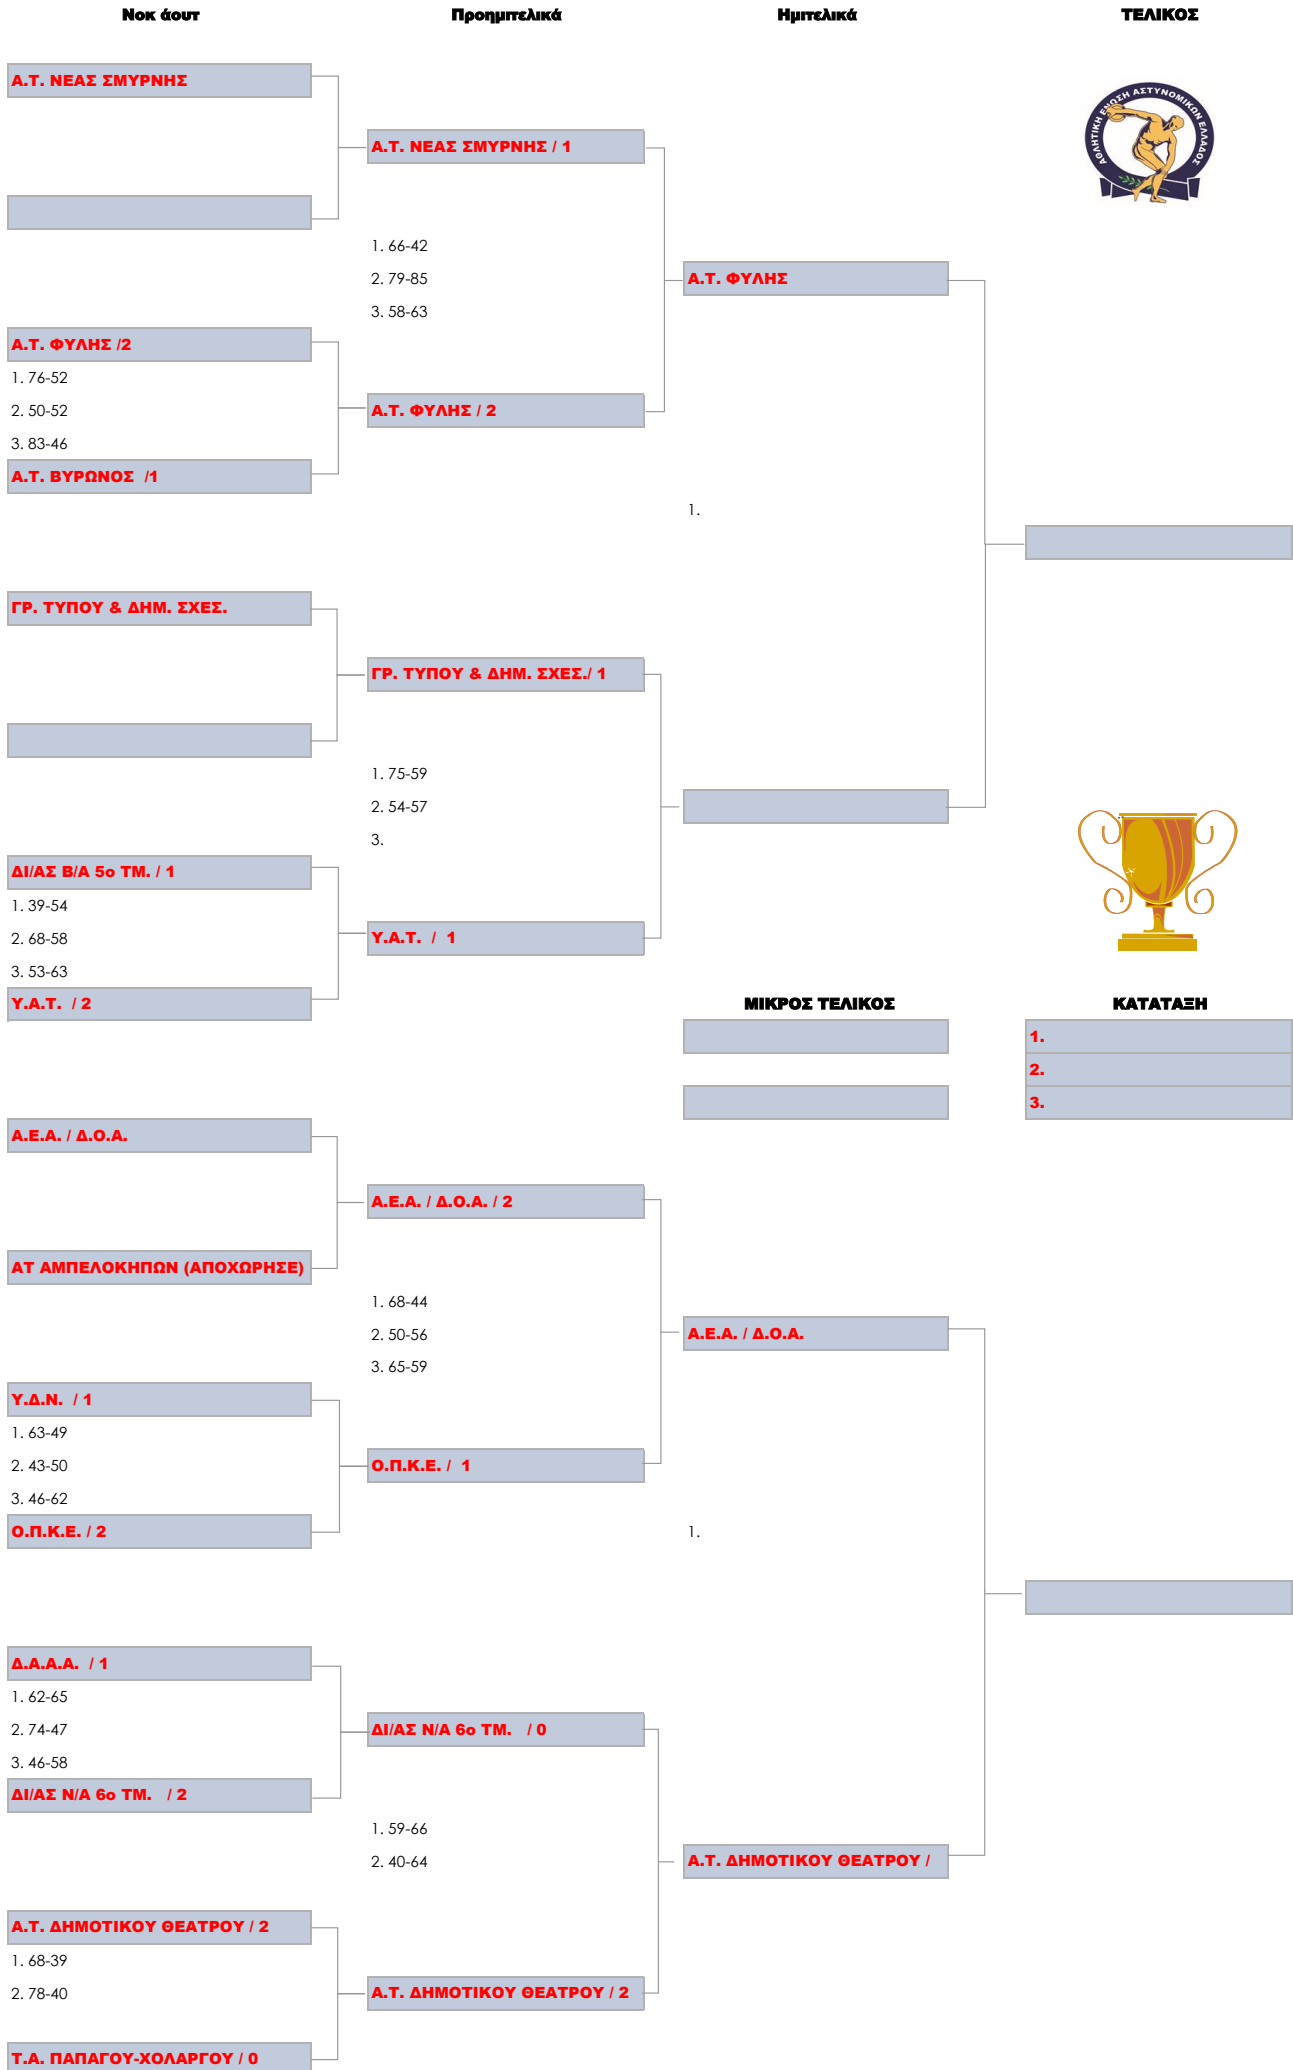 Νοκ άουτ
Προημιτελικά
Ημιτελικά
ΤΕΛΙΚΟΣ
ΑΘΛΗΤΙΚΗ ΕΝΩΣΗ ΑΣΤΥΝΟΜΙΚΩΝ ΕΛΛΑΔΟΣ
Α.Τ. ΝΕΑΣ ΣΜΥΡΝΗΣ
Α.Τ. ΝΕΑΣ ΣΜΥΡΝΗΣ / 1
1. 66-42
2. 79-85
3. 58-63
Α.Τ. ΦΥΛΗΣ
Α.Τ. ΦΥΛΗΣ /2
1. 76-52
2. 50-52
3. 83-46
Α.Τ. ΒΥΡΩΝΟΣ /1
Α.Τ. ΦΥΛΗΣ / 2
1.
ΓΡ. ΤΥΠΟΥ & ΔΗΜ. ΣΧΕΣ.
ΓΡ. ΤΥΠΟΥ & ΔΗΜ. ΣΧΕΣ./ 1
1. 75-59
2. 54-57
3.
ΔΙ/ΑΣ Β/Α 5ο ΤΜ. / 1
1. 39-54
2. 68-58
3. 53-63
Υ.Α.Τ. / 2
Υ.Α.Τ. / 1
ΜΙΚΡΟΣ ΤΕΛΙΚΟΣ
ΚΑΤΑΤΑΞΗ
1.
2.
3.
Α.Ε.Α. / Δ.Ο.Α.
Α.Ε.Α. / Δ.Ο.Α. / 2
ΑΤ ΑΜΠΕΛΟΚΗΠΩΝ (ΑΠΟΧΩΡΗΣΕ)
1. 68-44
2. 50-56
3. 65-59
Α.Ε.Α. / Δ.Ο.Α.
Υ.Δ.Ν. / 1
1. 63-49
2. 43-50
3. 46-62
Ο.Π.Κ.Ε. / 2
Ο.Π.Κ.Ε. / 1
1.
Δ.Α.Α.Α. / 1
1. 62-65
2. 74-47
3. 46-58
ΔΙ/ΑΣ Ν/Α 6ο ΤΜ. / 2
ΔΙ/ΑΣ Ν/Α 6ο ΤΜ. / 0
1. 59-66
2. 40-64
Α.Τ. ΔΗΜΟΤΙΚΟΥ ΘΕΑΤΡΟΥ /
Α.Τ. ΔΗΜΟΤΙΚΟΥ ΘΕΑΤΡΟΥ / 2
1. 68-39
2. 78-40
Α.Τ. ΔΗΜΟΤΙΚΟΥ ΘΕΑΤΡΟΥ / 2
Τ.Α. ΠΑΠΑΓΟΥ-ΧΟΛΑΡΓΟΥ / 0